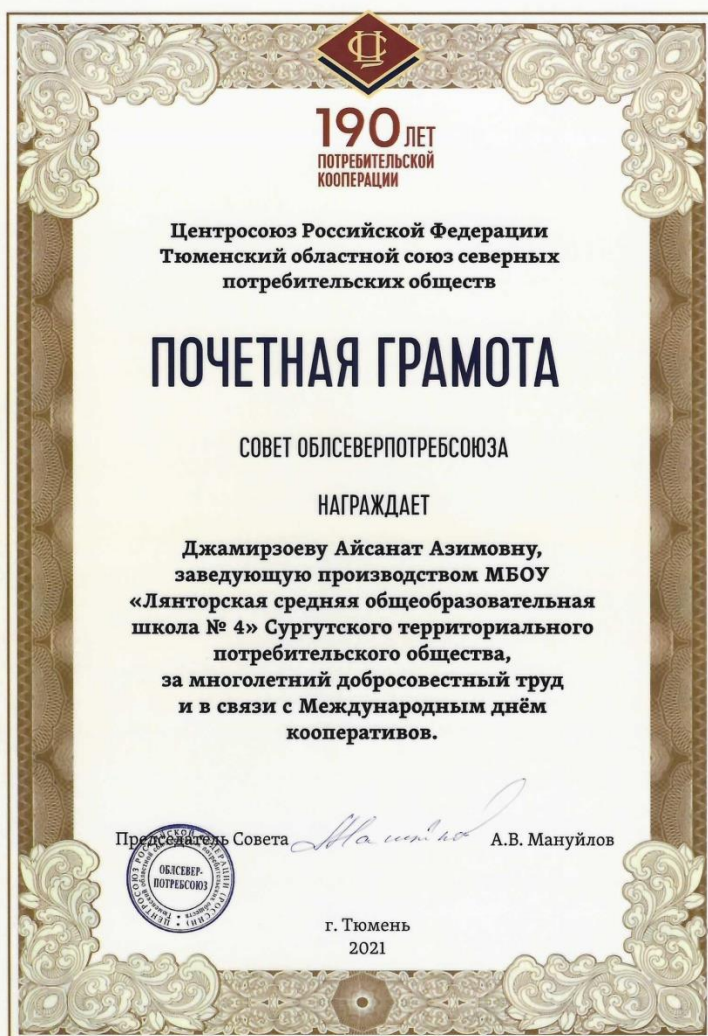 190 ЛЕТ
ПОТРЕБИТЕЛЬСКОЙ
КООПЕРАЦИИ
Центросоюз Российской Федерации
Тюменский областной союз северных
потребительских обществ
ПОЧЕТНАЯ ГРАМОТА
СОВЕТ ОБЛСЕВЕРПОТРЕБСОЮЗА
НАГРАЖДАЕТ
Джамирзоеву Айсанат Азимовну,
заведующую производством МБОУ
«Лянторская средняя общеобразовательная
школа № 4» Сургутского территориального
потребительского общества,
за многолетний добросовестный труд
и в связи с Международным днём
кооперативов.
Председатель Совета А.В. Мануйлов
ОБЛСЕВЕР-
ПОТРЕБСОЮЗ
г. Тюмень
2021